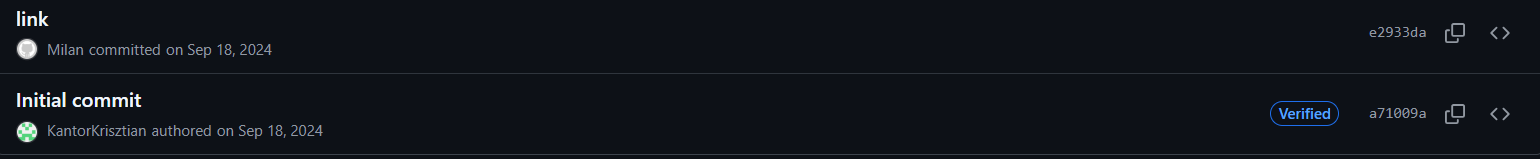 link
Milan committed on Sep 18, 2024
e2933da
Initial commit
KantorKrisztian authored on Sep 18, 2024
Verified
a71009a